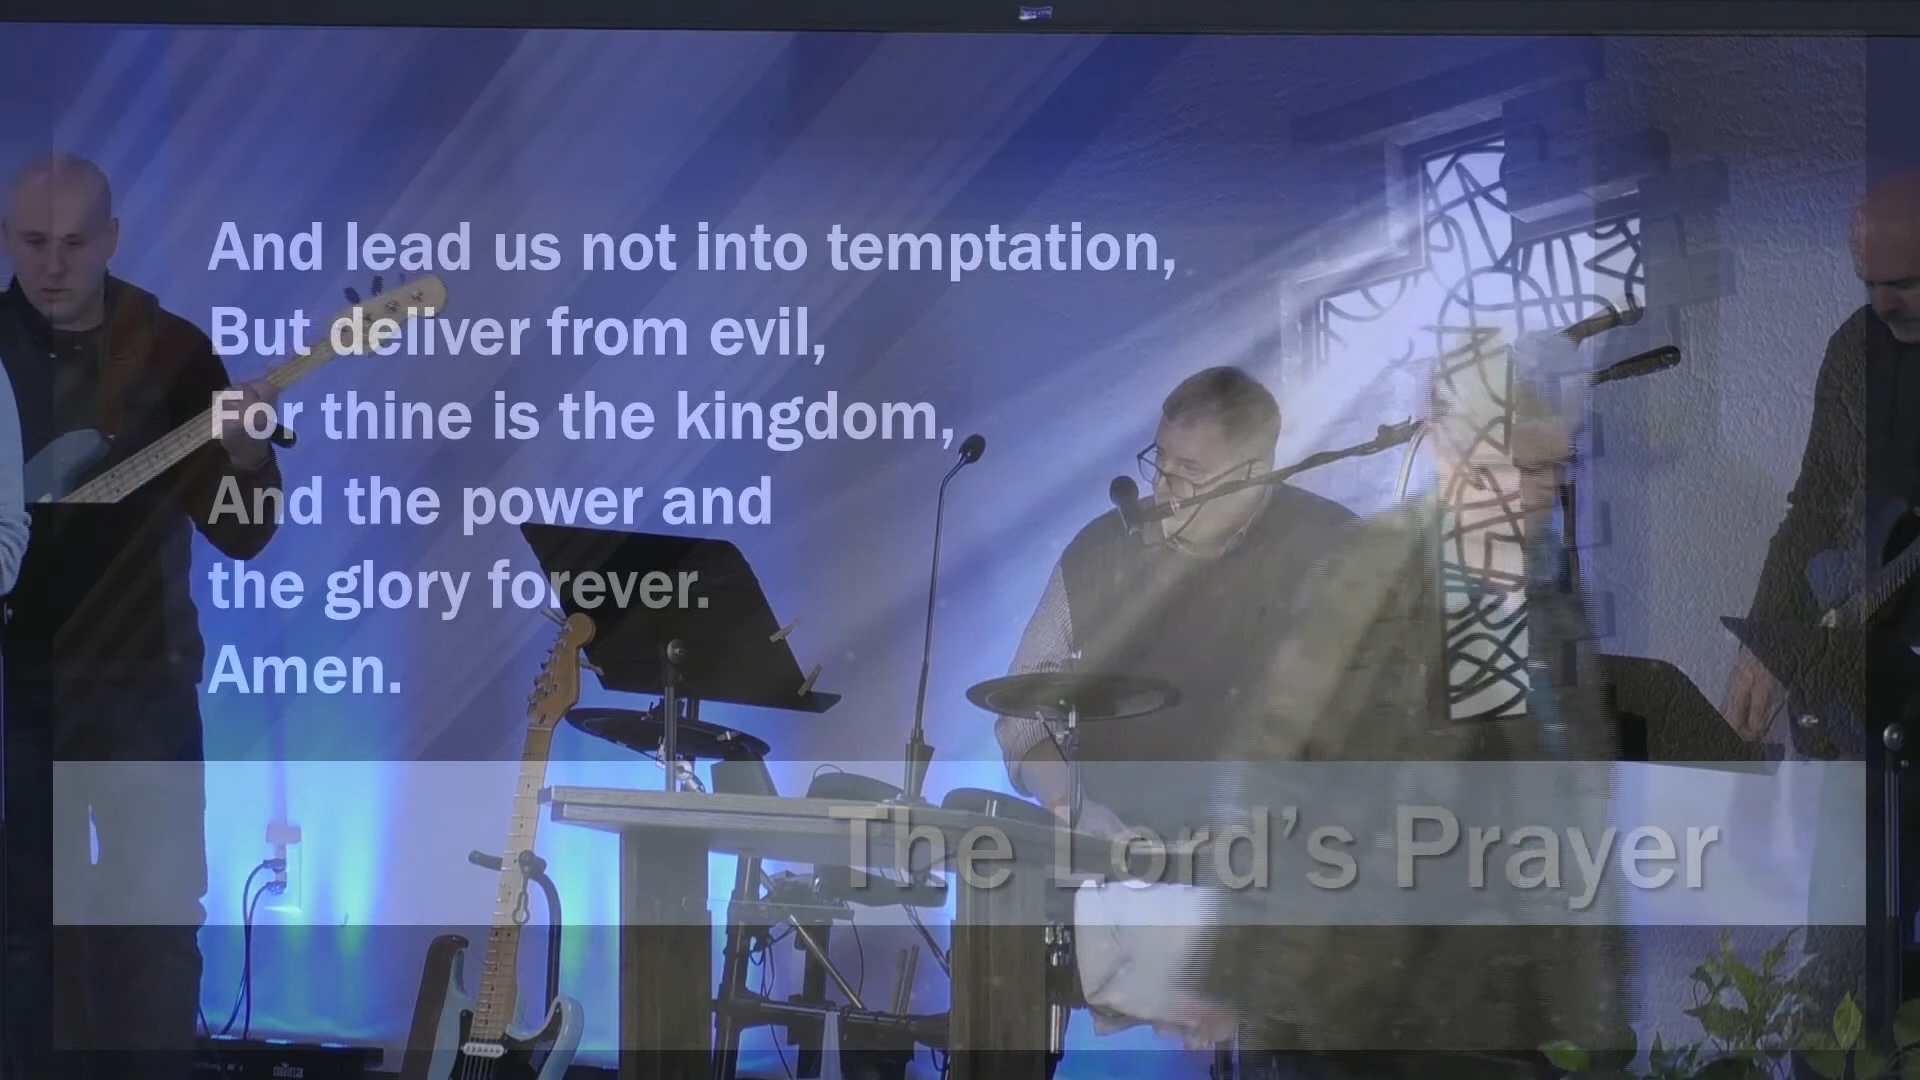 And lead us not into temptation,
But deliver from evil,
For thine is the kingdom,
And the power and
the glory forever.
Amen.
The Lord's Prayer